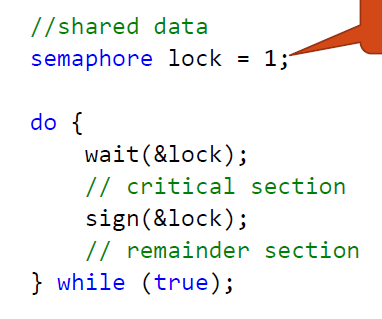 //shared data
semaphore lock = 1;
do {
wait(&lock);
// critical section
sign(&lock);
// remainder section
} while (true);